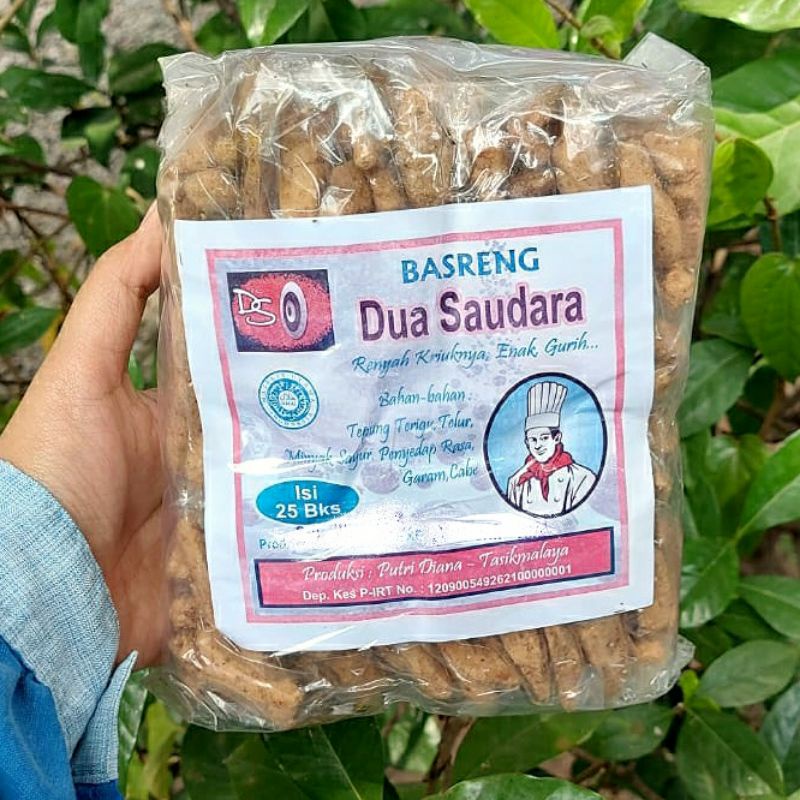 BASRENG
DS
Dua Saudara
Renyah Kriuknya, Enak, Gurih...
Bahan-bahan :
Tepung Terigu, Telur,
Minyak Sayur, Penyedap Rasa,
Garam, Cabe
Isi
25 Bks
Produksi : Putri Diana - Tasikmalaya
Dep. Kes P-IRT No. : 120900549262100000001